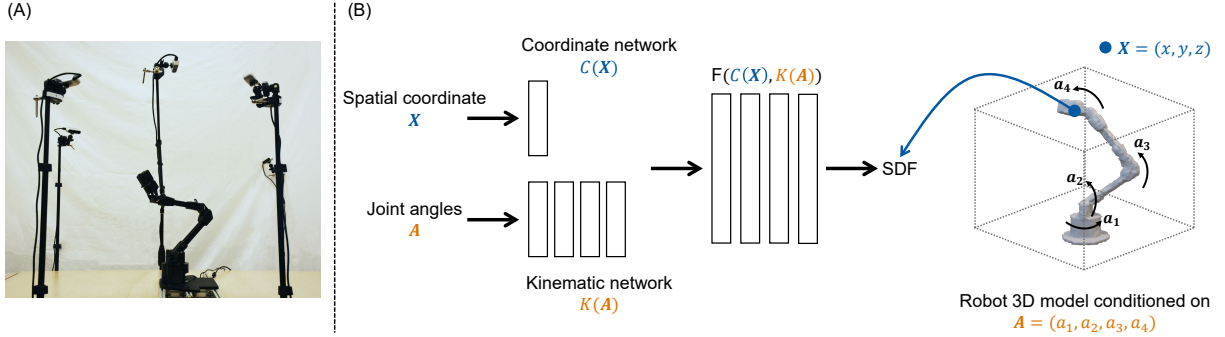 (A)
(B)
Coordinate network
C(X)
Spatial coordinate
X
Joint angles
A
Kinematic network
K(A)
F(C(X), K(A))
SDF
X = (x, y, z)
a₄
a₃
a₂
a₁
Robot 3D model conditioned on
A = (a₁, a₂, a₃, a₄)